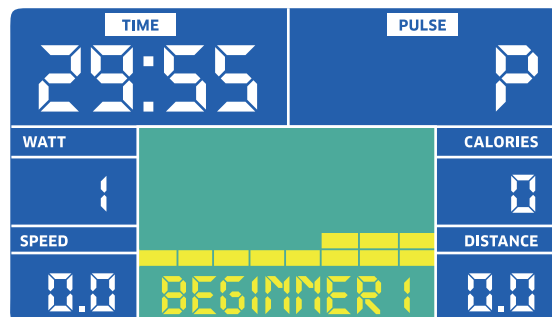 TIME PULSE
29:55 P
WATT CALORIES
1 0
SPEED DISTANCE
0.0 BEGINNER 1 0.0